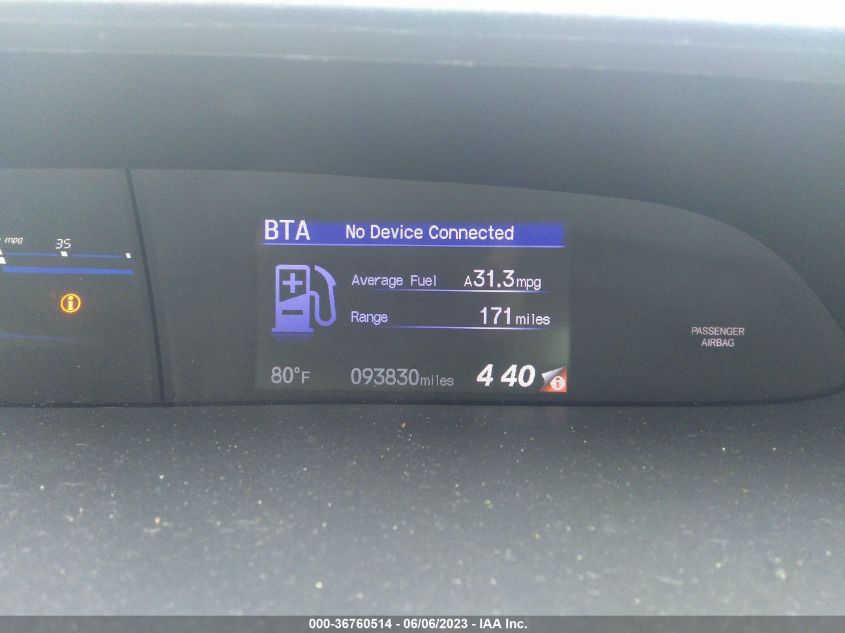 mpg 35
BTA No Device Connected
Average Fuel A31.3mpg
Range 171 miles
80°F 093830miles 4 40
PASSENGER
AIRBAG
000-36760514 - 06/06/2023 - IAA Inc.